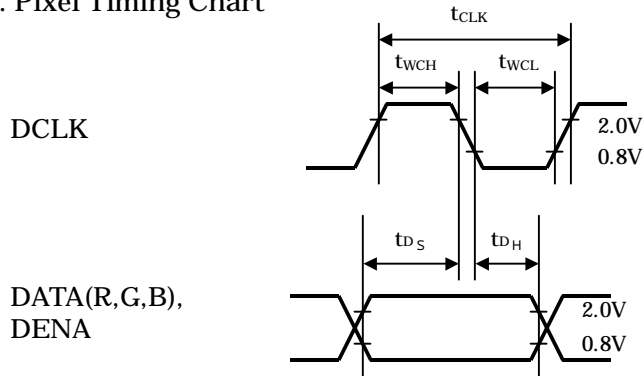 . Pixel Timing Chart
tCLK
tWCH tWCL
DCLK
2.0V
0.8V
tDS tDH
DATA(R,G,B),
DENA
2.0V
0.8V